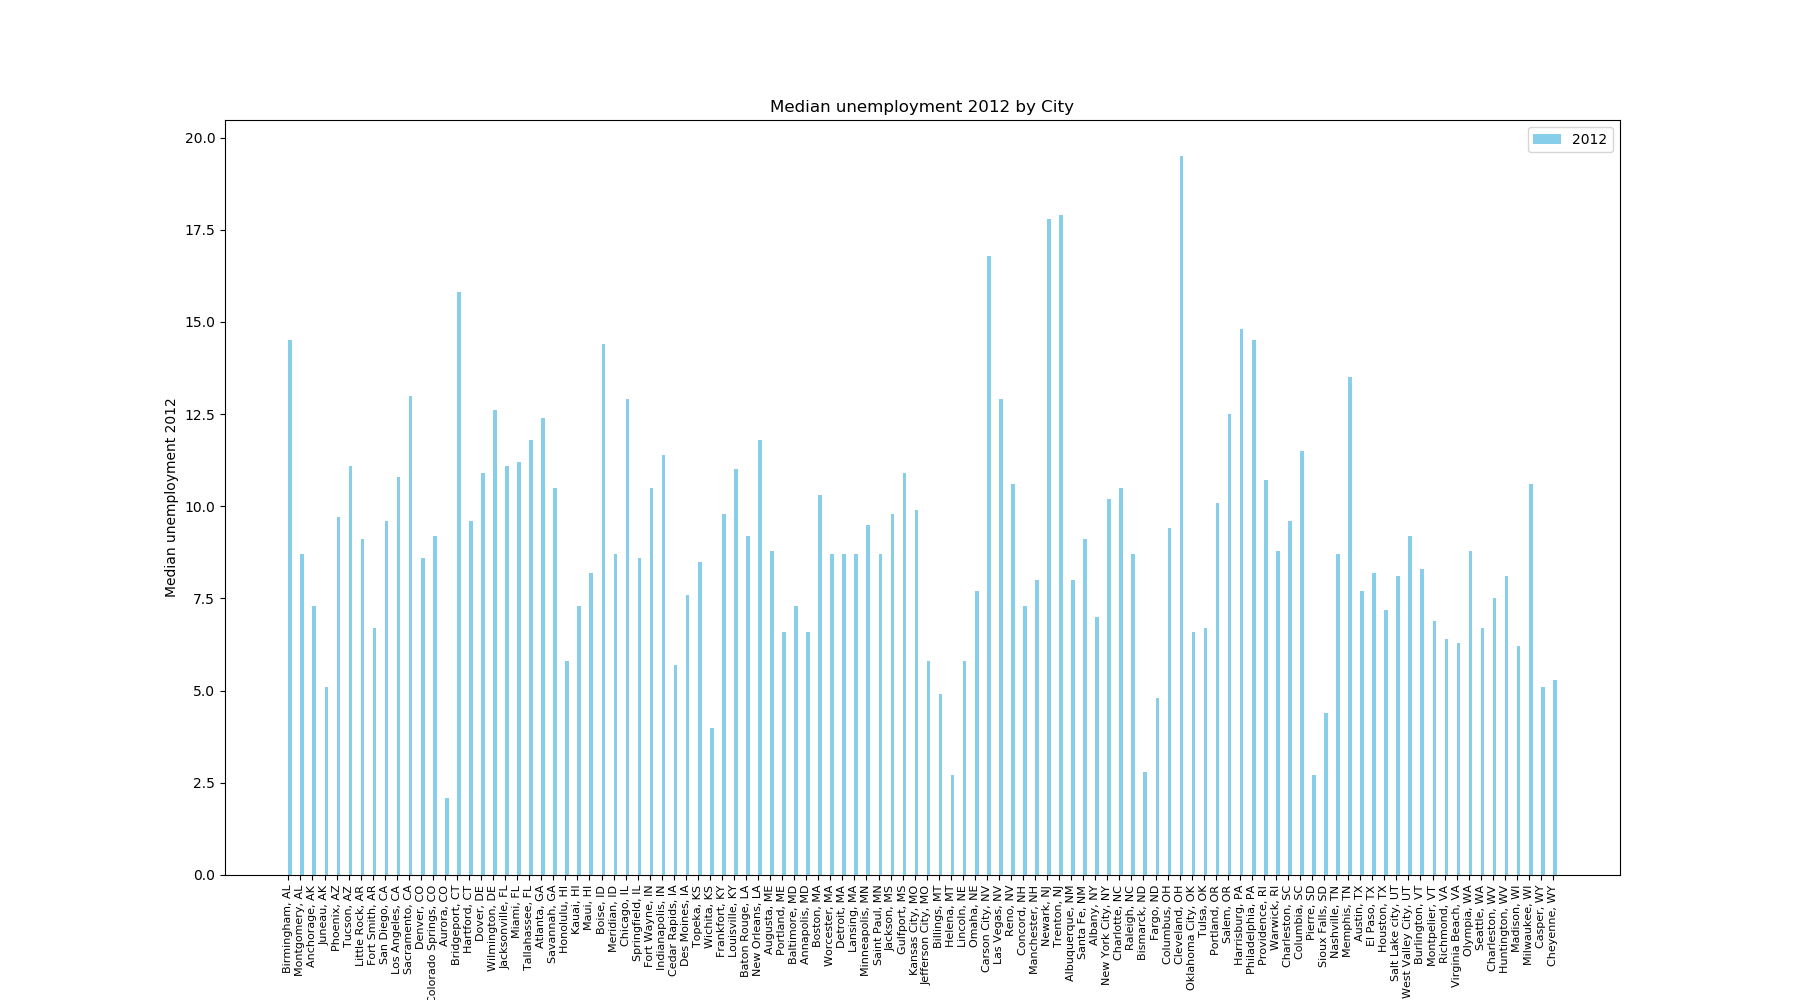 Median unemployment 2012 by City
2012
Median unemployment 2012
20.0
17.5
15.0
12.5
10.0
7.5
5.0
2.5
0.0
Birmingham, AL
Montgomery, AL
Anchorage, AK
Juneau, AK
Phoenix, AZ
Tucson, AZ
Little Rock, AR
Fort Smith, AR
San Diego, CA
Los Angeles, CA
Sacramento, CA
Denver, CO
Colorado Springs, CO
Aurora, CO
Bridgeport, CT
Hartford, CT
Dover, DE
Wilmington, DE
Jacksonville, FL
Miami, FL
Tallahassee, FL
Atlanta, GA
Savannah, GA
Honolulu, HI
Kauai, HI
Maui, HI
Boise, ID
Meridian, ID
Chicago, IL
Springfield, IL
Fort Wayne, IN
Indianapolis, IN
Cedar Rapids, IA
Des Moines, IA
Topeka, KS
Wichita, KS
Frankfort, KY
Louisville, KY
Baton Rouge, LA
New Orleans, LA
Augusta, ME
Portland, ME
Baltimore, MD
Annapolis, MD
Boston, MA
Worcester, MA
Detroit, MA
Lansing, MA
Minneapolis, MN
Saint Paul, MN
Jackson, MS
Gulfport, MS
Kansas City, MO
Jefferson City, MO
Billings, MT
Helena, MT
Lincoln, NE
Omaha, NE
Carson City, NV
Las Vegas, NV
Reno, NV
Concord, NH
Manchester, NH
Newark, NJ
Trenton, NJ
Albuquerque, NM
Santa Fe, NM
Albany, NY
New York City, NY
Charlotte, NC
Raleigh, NC
Bismarck, ND
Fargo, ND
Columbus, OH
Cleveland, OH
Oklahoma City, OK
Tulsa, OK
Portland, OR
Salem, OR
Harrisburg, PA
Philadelphia, PA
Providence, RI
Warwick, RI
Charleston, SC
Columbia, SC
Pierre, SD
Sioux Falls, SD
Nashville, TN
Memphis, TN
Austin, TX
El Paso, TX
Houston, TX
Salt Lake city, UT
West Valley City, UT
Burlington, VT
Montpelier, VT
Richmond, VA
Virginia Beach, VA
Olympia, WA
Seattle, WA
Charleston, WV
Huntington, WV
Madison, WI
Milwaukee, WI
Casper, WY
Cheyenne, WY